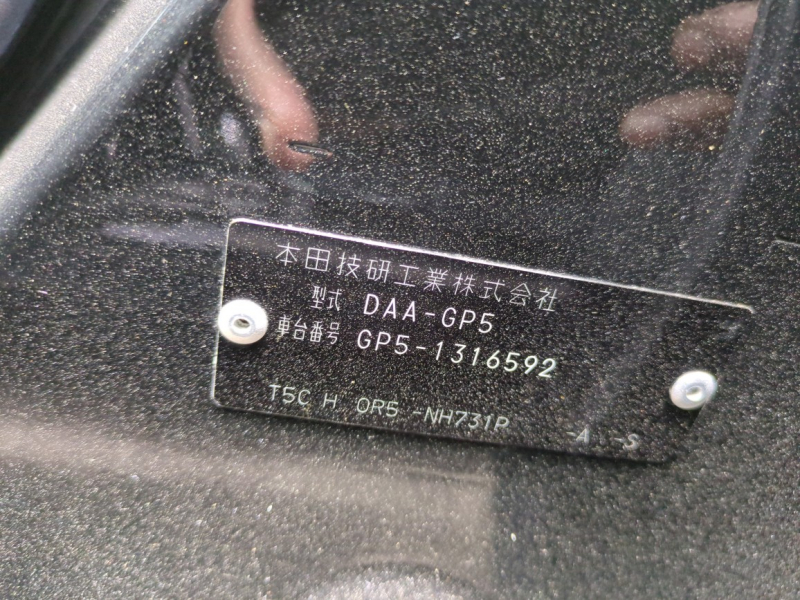 本田技研工業株式会社
型式 DAA-GP5
車台番号 GP5-1316592
T5C H 0R5 -NH731P -A -S